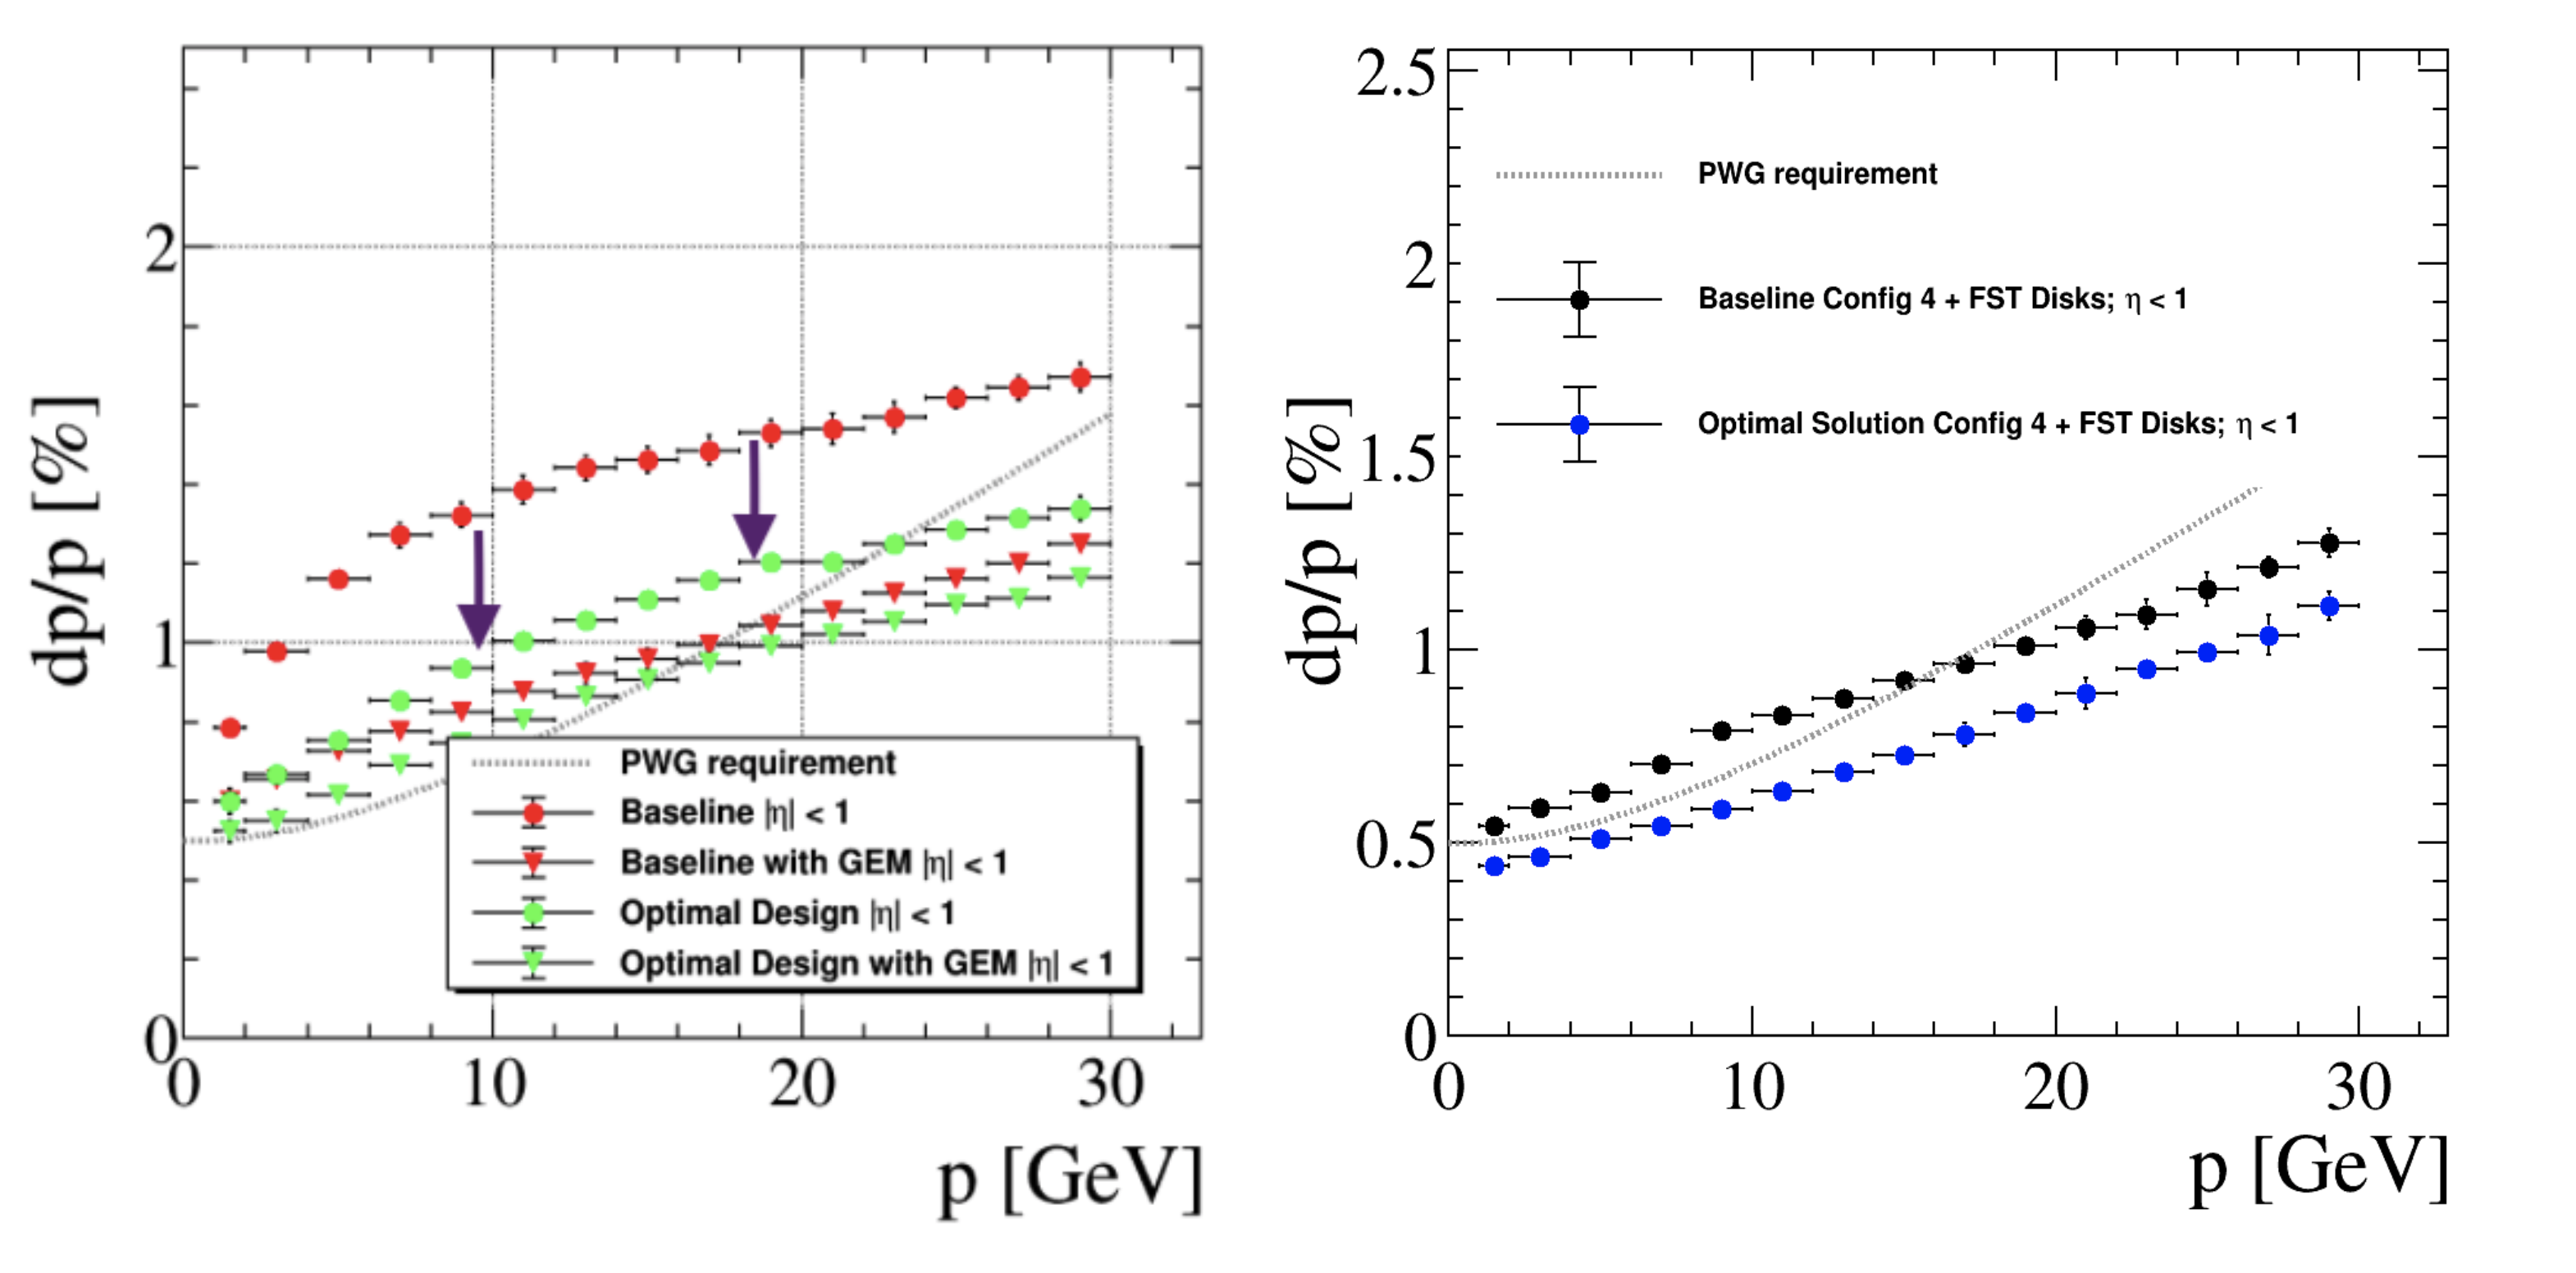 dp/p [%]
2
1
0
PWG requirement
Baseline |η| < 1
Baseline with GEM |η| < 1
Optimal Design |η| < 1
Optimal Design with GEM |η| < 1
0 10 20 30
p [GeV]
dp/p [%]
2.5
2
1.5
1
0.5
0
PWG requirement
Baseline Config 4 + FST Disks; η < 1
Optimal Solution Config 4 + FST Disks; η < 1
0 10 20 30
p [GeV]